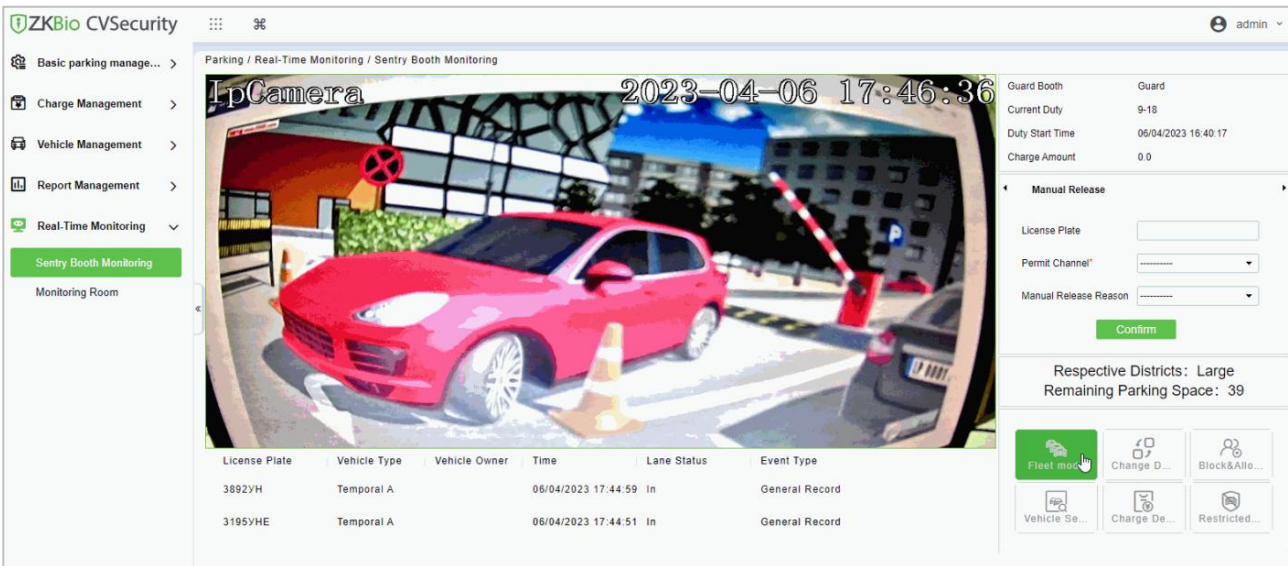 ZKBio CVSecurity
admin
Basic parking manage...
Charge Management
Vehicle Management
Report Management
Real-Time Monitoring
Sentry Booth Monitoring
Monitoring Room
Parking / Real-Time Monitoring / Sentry Booth Monitoring
IpCamera 2023-04-06 17:46:36
P
License Plate Vehicle Type Vehicle Owner Time Lane Status Event Type
3892УН Temporal A 06/04/2023 17:44:59 In General Record
3195УНЕ Temporal A 06/04/2023 17:44:51 In General Record
Guard Booth Guard
Current Duty 9-18
Duty Start Time 06/04/2023 16:40:17
Charge Amount 0.0
Manual Release
License Plate
Permit Channel* ----------
Manual Release Reason ----------
Confirm
Respective Districts: Large
Remaining Parking Space: 39
Fleet mod Change D... Block&Allo...
Vehicle Se... Charge De... Restricted...